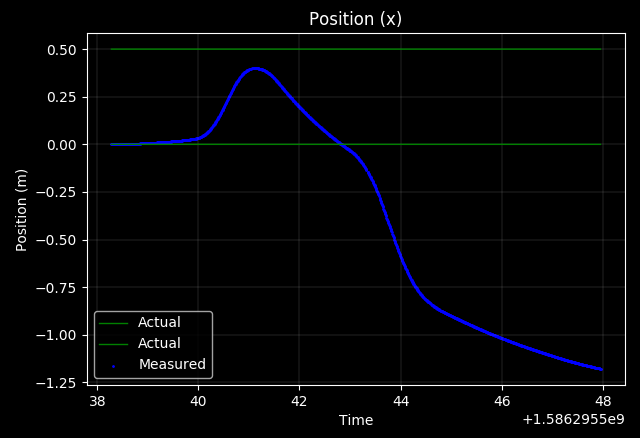 Position (x)
0.50
0.25
0.00
−0.25
−0.50
−0.75
−1.00
−1.25
Position (m)
Actual
Actual
Measured
38
40
42
44
46
48
Time
+1.5862955e9